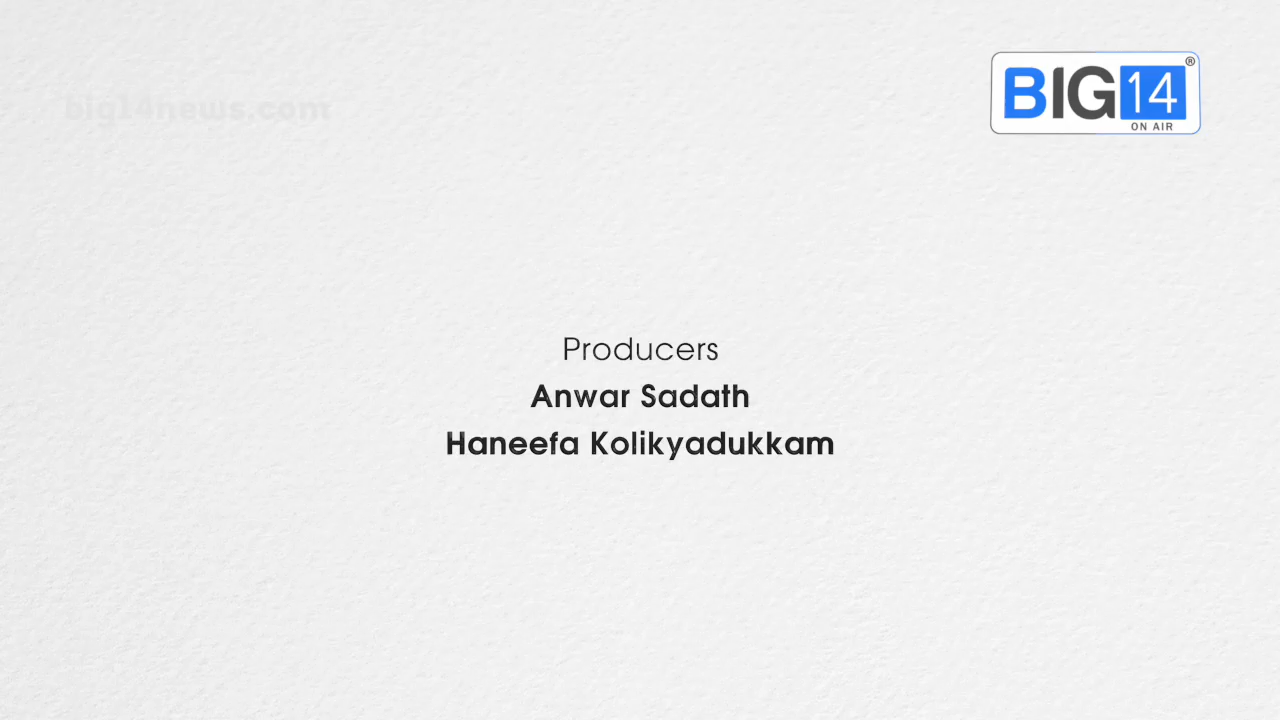 big14news.com
BIG14®
ON AIR
Producers
Anwar Sadath
Haneefa Kolikyadukkam